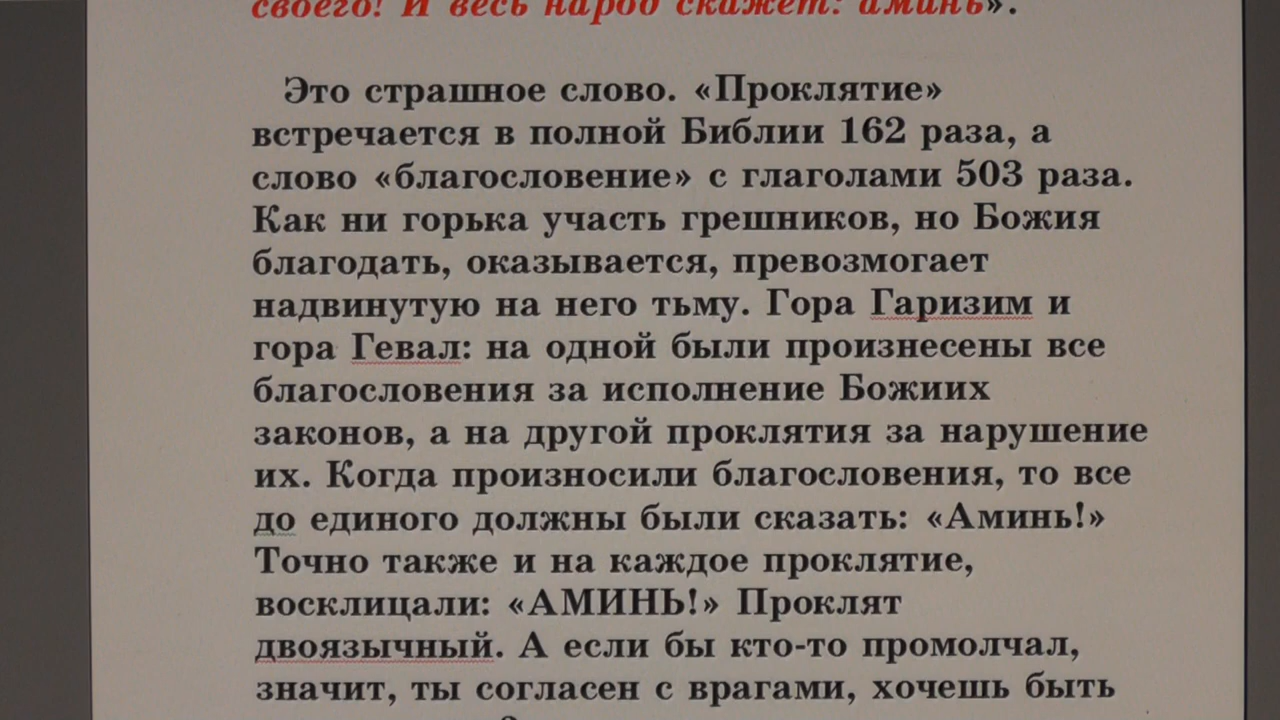 своего! И весь народ скажет: аминь».
Это страшное слово. «Проклятие»
встречается в полной Библии 162 раза, а
слово «благословение» с глаголами 503 раза.
Как ни горька участь грешников, но Божия
благодать, оказывается, превозмогает
надвинутую на него тьму. Гора Гаризим и
гора Гевал: на одной были произнесены все
благословения за исполнение Божиих
законов, а на другой проклятия за нарушение
их. Когда произносили благословения, то все
до единого должны были сказать: «Аминь!»
Точно также и на каждое проклятие,
восклицали: «АМИНЬ!» Проклят
двоязычный. А если бы кто-то промолчал,
значит, ты согласен с врагами, хочешь быть